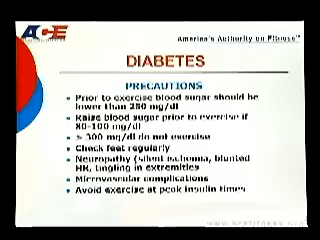 ACE
America's Authority on Fitness™
DIABETES
PRECAUTIONS
• Prior to exercise blood sugar should be
lower than 250 mg/dl
• Raise blood sugar prior to exercise if
80-100 mg/dl
• > 300 mg/dl do not exercise
• Check feet regularly
• Neuropathy (silent ischemia, blunted
HR, tingling in extremities
• Microvascular complications
• Avoid exercise at peak insulin times
www.acefitness.org